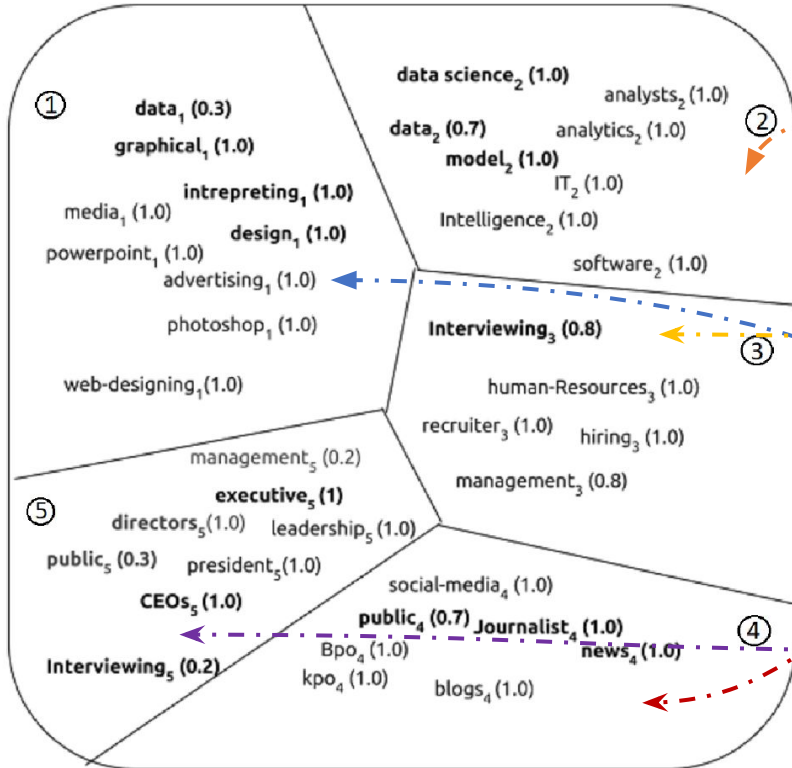 ①
data₁ (0.3)
graphical₁ (1.0)
intrepreting₁ (1.0)
media₁ (1.0)
design₁ (1.0)
powerpoint₁ (1.0)
advertising₁ (1.0)
photoshop₁ (1.0)
web-designing₁(1.0)
②
data science₂ (1.0)
analysts₂ (1.0)
data₂ (0.7)
analytics₂ (1.0)
model₂ (1.0)
IT₂ (1.0)
Intelligence₂ (1.0)
software₂ (1.0)
③
Interviewing₃ (0.8)
human-Resources₃ (1.0)
recruiter₃ (1.0)
hiring₃ (1.0)
management₃ (0.8)
④
social-media₄ (1.0)
public₄ (0.7)
Journalist₄ (1.0)
Bpo₄ (1.0)
news₄ (1.0)
kpo₄ (1.0)
blogs₄ (1.0)
⑤
management₅ (0.2)
executive₅ (1)
directors₅(1.0)
leadership₅ (1.0)
public₅ (0.3)
president₅(1.0)
CEOs₅ (1.0)
Interviewing₅ (0.2)